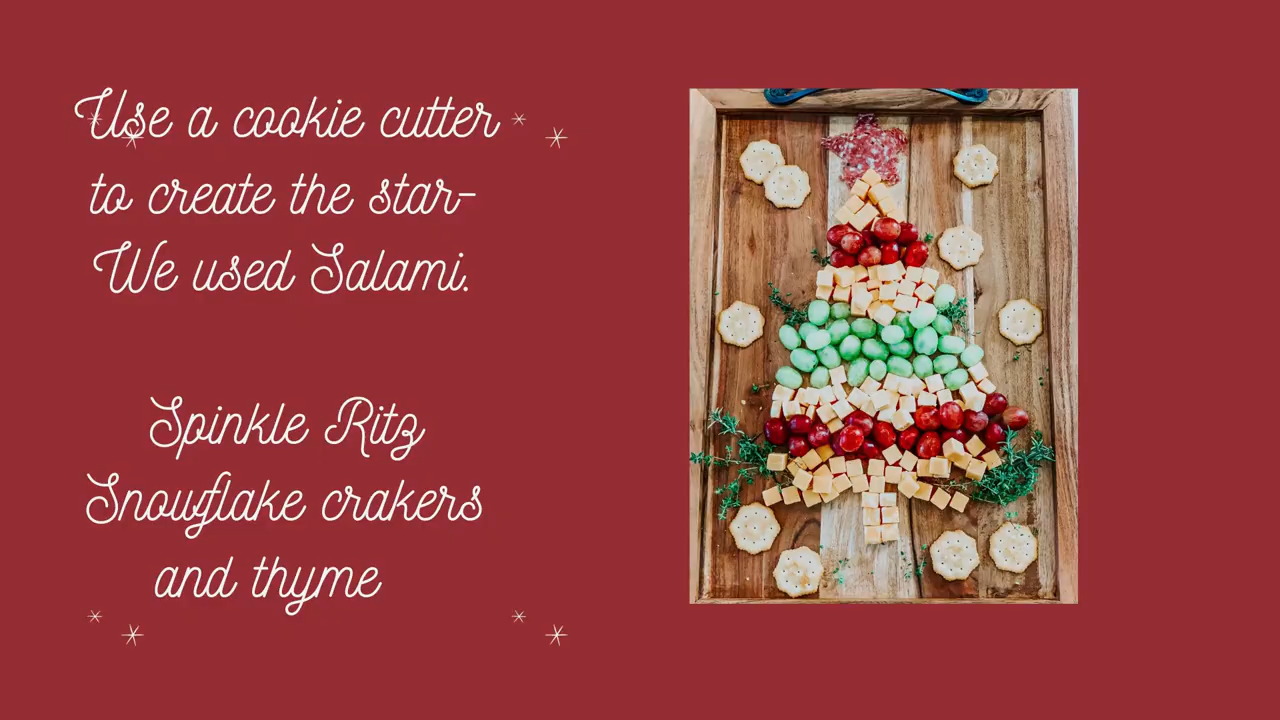 Use a cookie cutter
to create the star-
We used Salami.
Spinkle Ritz
Snowflake crakers
and thyme